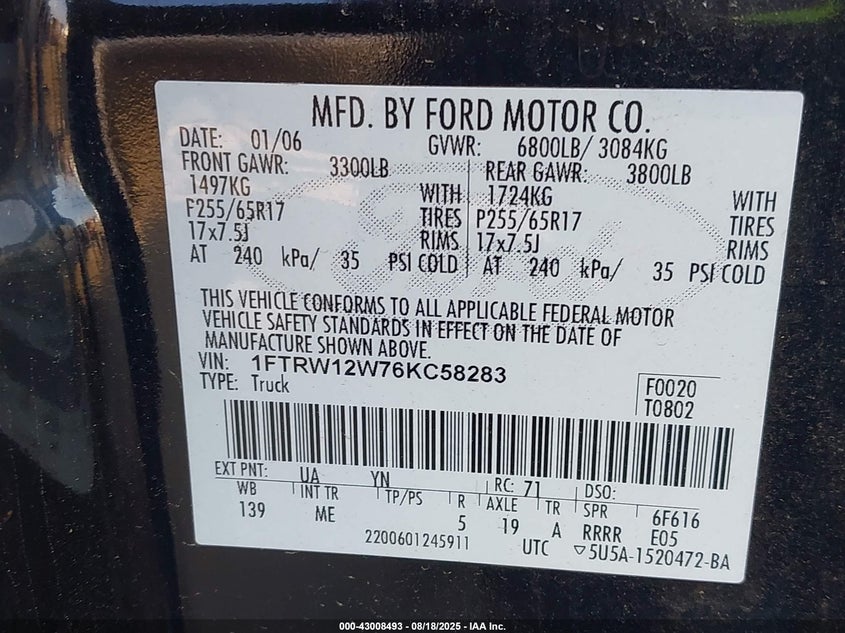 MFD. BY FORD MOTOR CO.
DATE: 01/06 GVWR: 6800LB/ 3084KG
FRONT GAWR: 3300LB REAR GAWR: 3800LB
1497KG WITH 1724KG WITH
P255/65R17 TIRES P255/65R17 TIRES
17x7.5J RIMS 17x7.5J RIMS
AT 240 kPa/ 35 PSI COLD AT 240 kPa/ 35 PSI COLD
THIS VEHICLE CONFORMS TO ALL APPLICABLE FEDERAL MOTOR
VEHICLE SAFETY STANDARDS IN EFFECT ON THE DATE OF
MANUFACTURE SHOWN ABOVE.
VIN: 1FTRW12W76KC58283
TYPE: Truck
F0020
T0802
EXT PNT: UA YN RC: 71 DSO:
WB INT TR TP/PS R AXLE TR SPR 6F616
139 ME 5 19 A RRRR E05
2200601245911 UTC ▽5U5A-1520472-BA
000-43008493 - 08/18/2025 - IAA Inc.